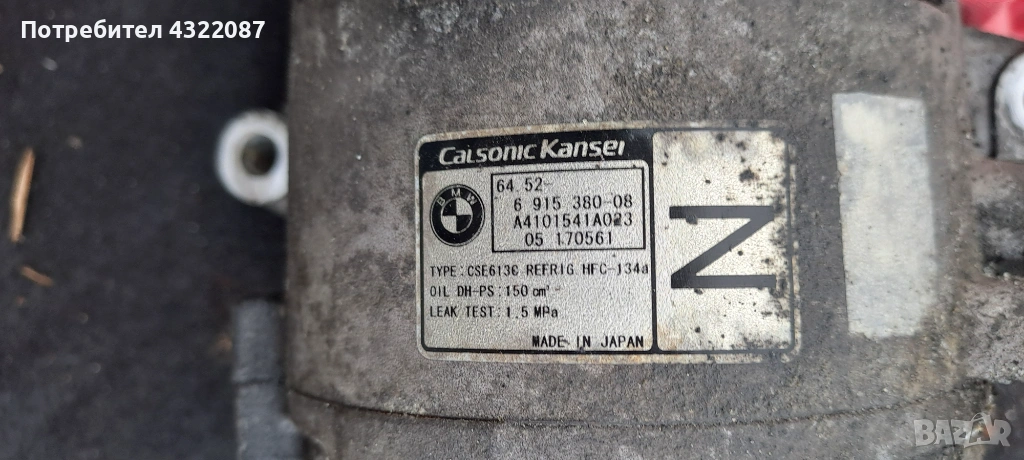 Потребител 4322087
Calsonic Kansei
BMW
64. 52-
6 915 380-08
A4101541A023
05 170561
TYPE:CSE613C REFRIG HFC-134a
OIL DH-PS:150 cm³
LEAK TEST:1.5 MPa
MADE IN JAPAN
N
BAZAR